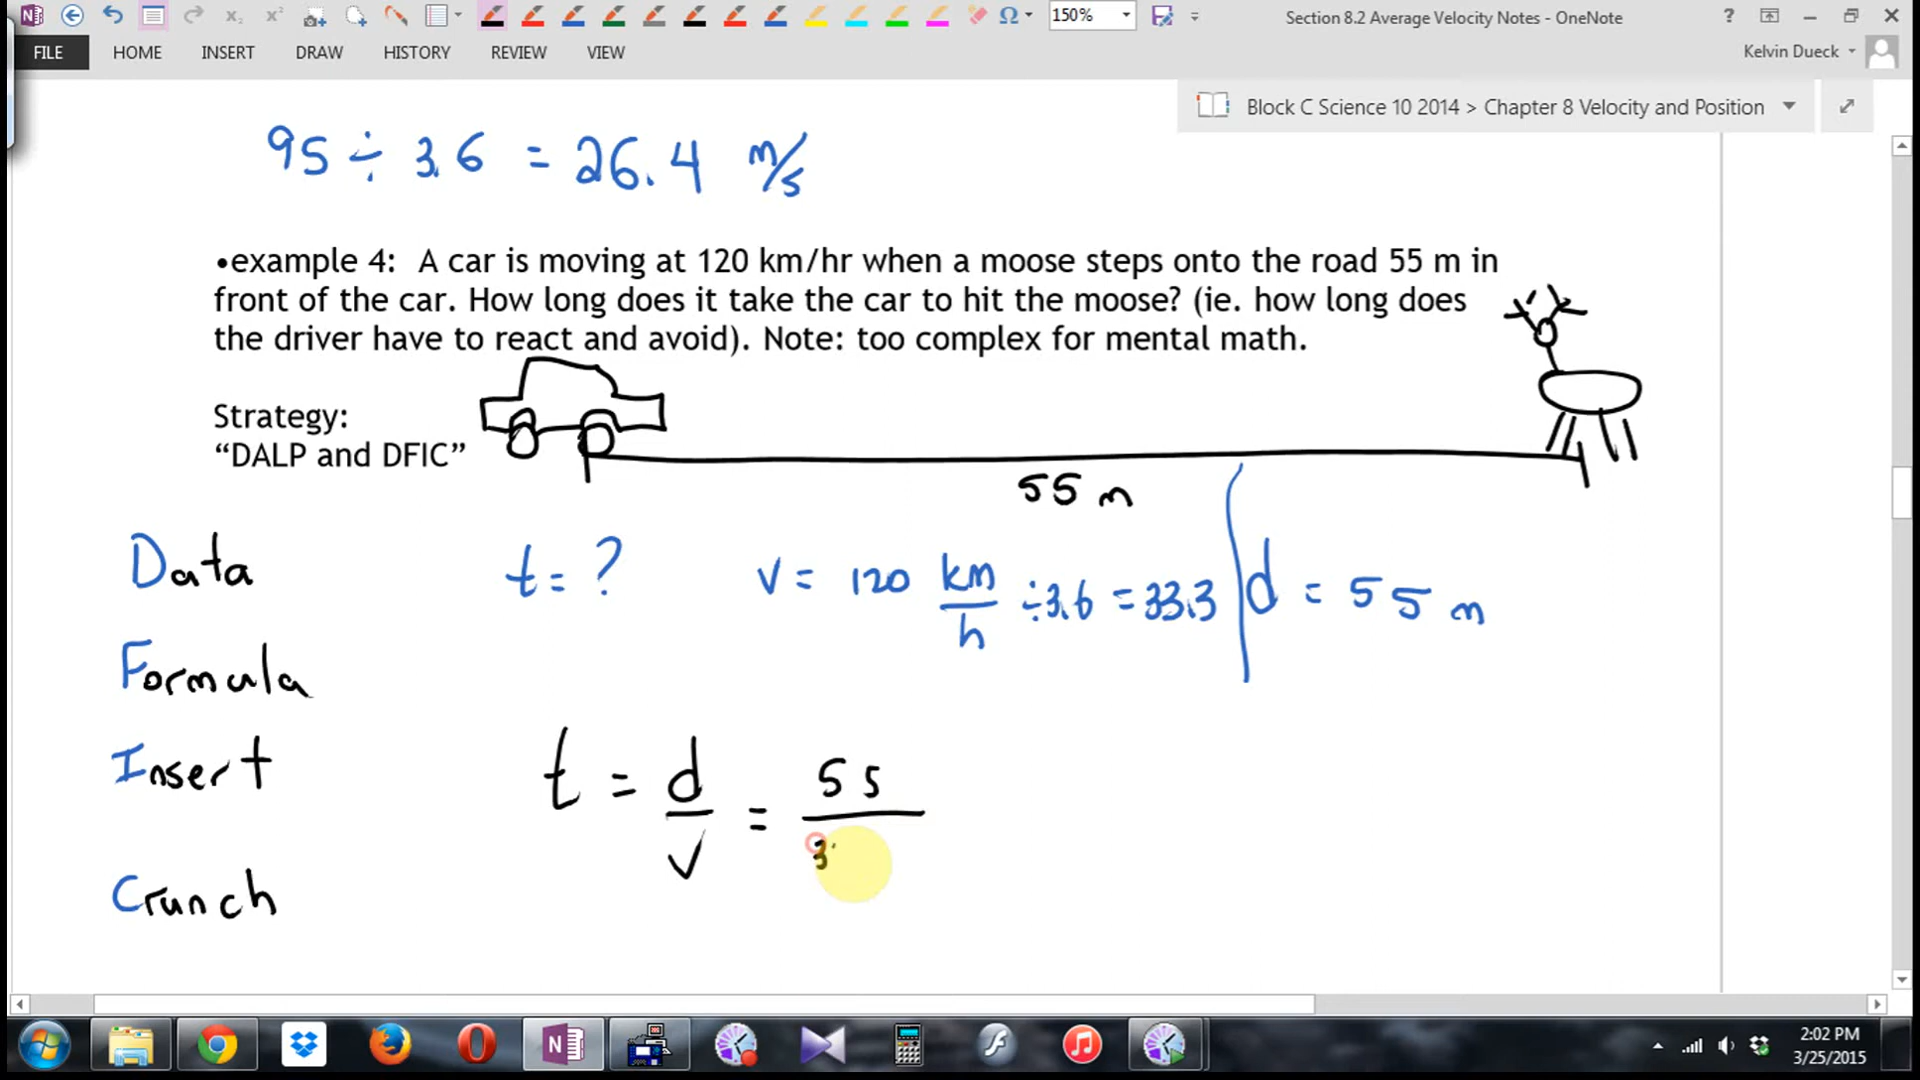 150%
Section 8.2 Average Velocity Notes - OneNote
FILE HOME INSERT DRAW HISTORY REVIEW VIEW
Kelvin Dueck
Block C Science 10 2014 > Chapter 8 Velocity and Position
95 ÷ 3.6 = 26.4 m/s
•example 4: A car is moving at 120 km/hr when a moose steps onto the road 55 m in
front of the car. How long does it take the car to hit the moose? (ie. how long does
the driver have to react and avoid). Note: too complex for mental math.
Strategy:
“DALP and DFIC”
55 m
Data t = ? v = 120 km/h ÷3.6 = 33.3 d = 55 m
Formula
Insert
t = d/v = 55/3
Crunch
2:02 PM
3/25/2015